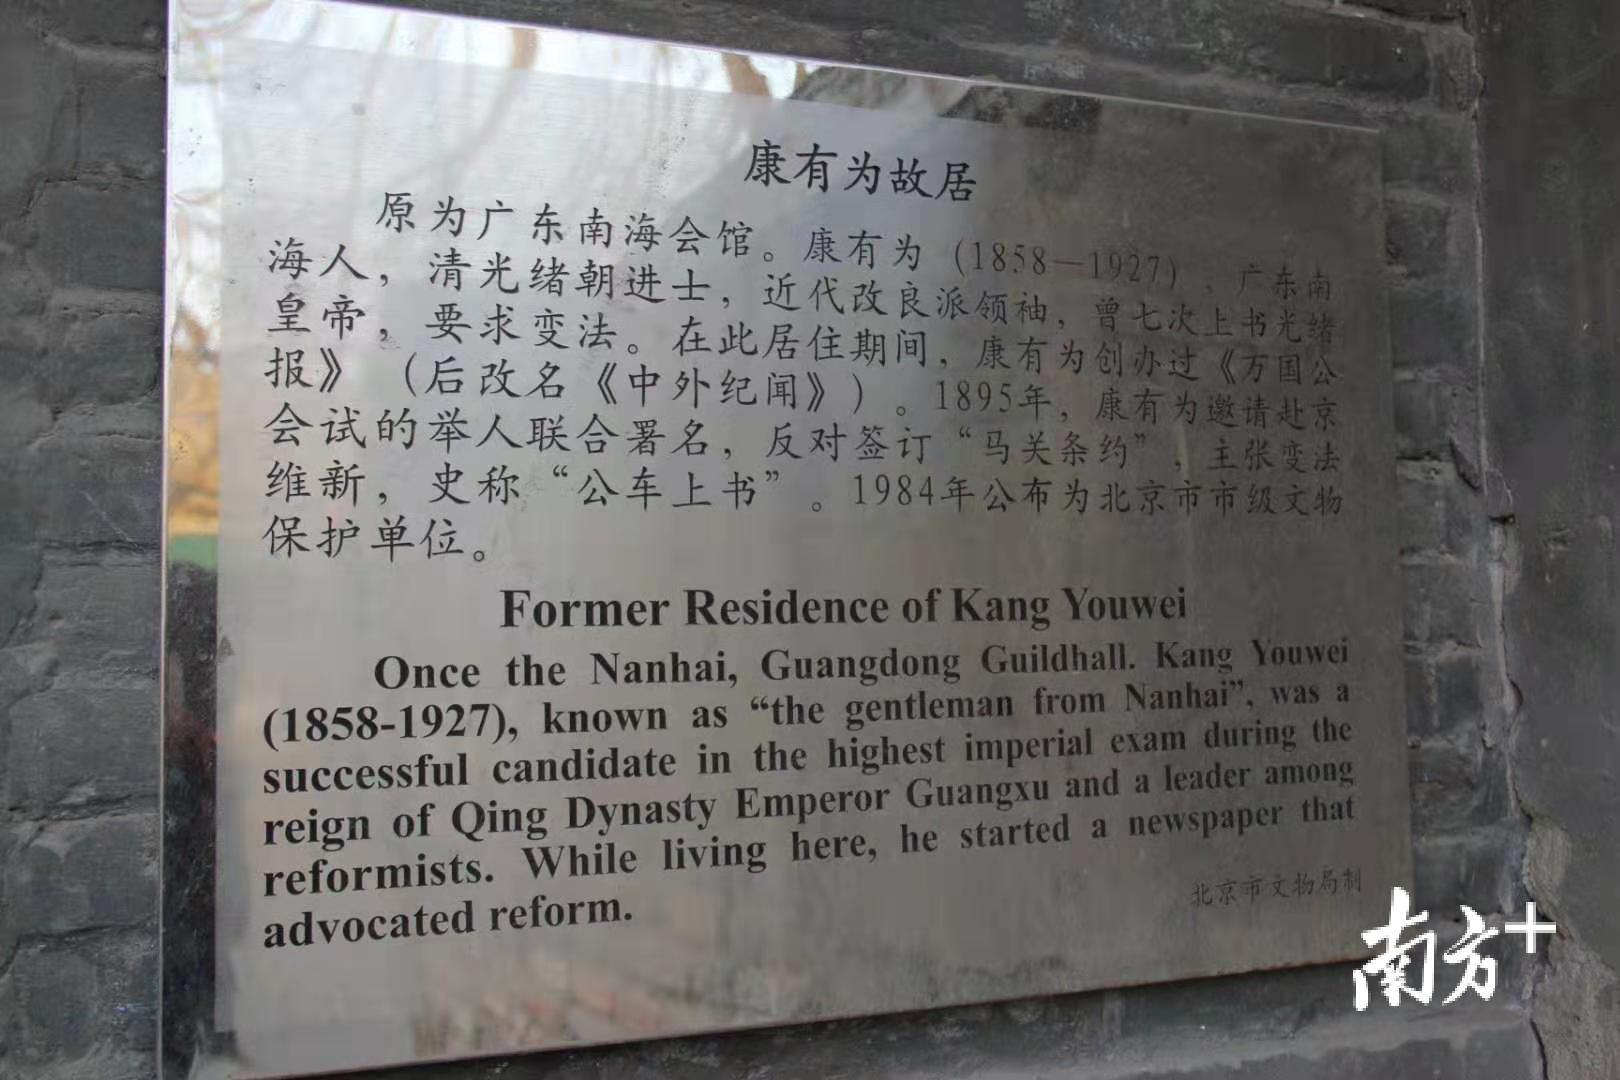 康有为故居
原为广东南海会馆。康有为（1858—1927），广东南
海人，清光绪朝进士，近代改良派领袖，曾七次上书光绪
皇帝，要求变法。在此居住期间，康有为创办过《万国公
报》（后改名《中外纪闻》）。1895年，康有为邀请赴京
会试的举人联合署名，反对签订“马关条约”，主张变法
维新，史称“公车上书”。1984年公布为北京市市级文物
保护单位。
Former Residence of Kang Youwei
Once the Nanhai, Guangdong Guildhall. Kang Youwei
(1858-1927), known as “the gentleman from Nanhai”, was a
successful candidate in the highest imperial exam during the
reign of Qing Dynasty Emperor Guangxu and a leader among
reformists. While living here, he started a newspaper that
advocated reform.
北京市文物局制
南方+